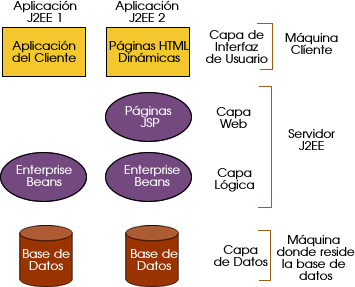 Aplicación
J2EE 1
Aplicación
J2EE 2
Aplicación
del Cliente
Páginas HTML
Dinámicas
Capa de
Interfaz
de Usuario
Máquina
Cliente
Páginas
JSP
Capa
Web
Servidor
J2EE
Enterprise
Beans
Enterprise
Beans
Capa
Lógica
Base de
Datos
Base de
Datos
Capa
de Datos
Máquina
donde reside
la base de
datos